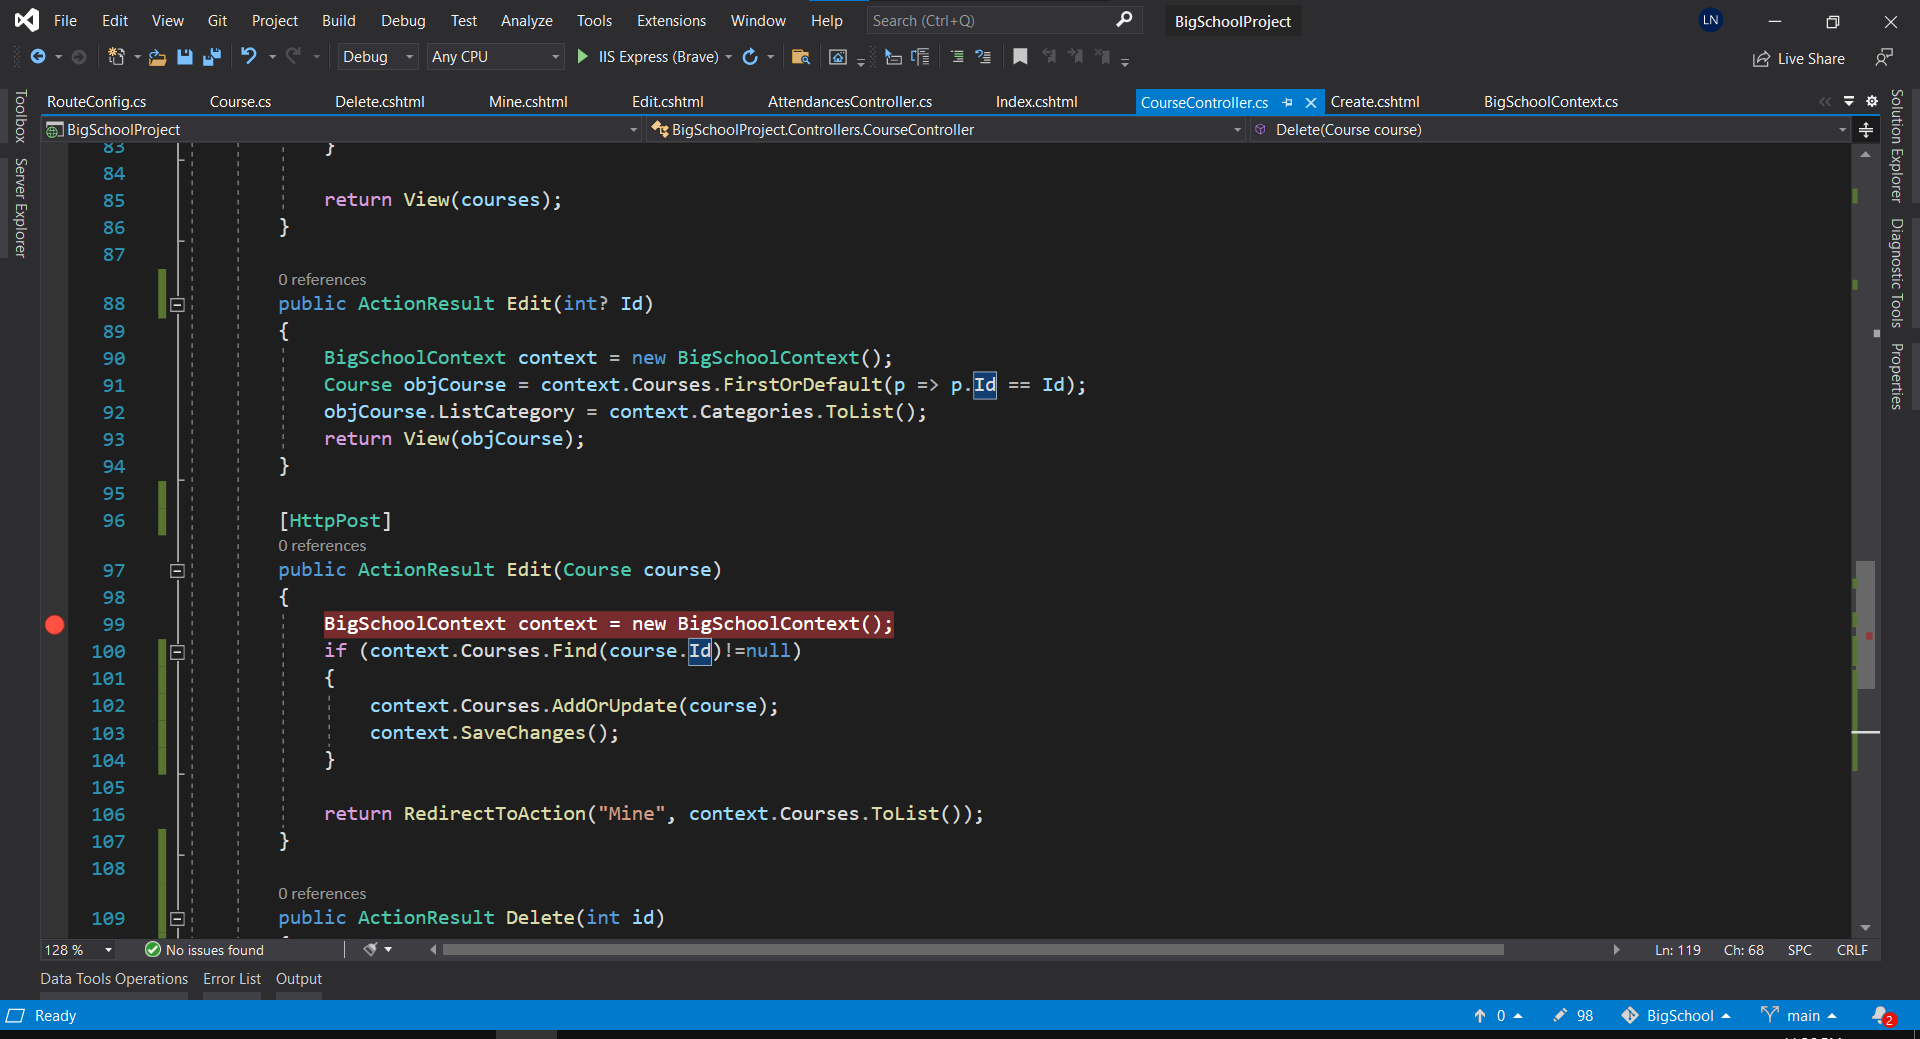 File Edit View Git Project Build Debug Test Analyze Tools Extensions Window Help Search (Ctrl+Q) BigSchoolProject LN
Debug Any CPU IIS Express (Brave) Live Share
RouteConfig.cs Course.cs Delete.cshtml Mine.cshtml Edit.cshtml AttendancesController.cs Index.cshtml CourseController.cs Create.cshtml BigSchoolContext.cs
BigSchoolProject BigSchoolProject.Controllers.CourseController Delete(Course course)
Toolbox
Server Explorer
Solution Explorer
Diagnostic Tools
Properties
83 }
84
85 return View(courses);
86 }
87
0 references
88 public ActionResult Edit(int? Id)
89 {
90 BigSchoolContext context = new BigSchoolContext();
91 Course objCourse = context.Courses.FirstOrDefault(p => p.Id == Id);
92 objCourse.ListCategory = context.Categories.ToList();
93 return View(objCourse);
94 }
95
96 [HttpPost]
0 references
97 public ActionResult Edit(Course course)
98 {
99 BigSchoolContext context = new BigSchoolContext();
100 if (context.Courses.Find(course.Id)!=null)
101 {
102 context.Courses.AddOrUpdate(course);
103 context.SaveChanges();
104 }
105
106 return RedirectToAction("Mine", context.Courses.ToList());
107 }
108
0 references
109 public ActionResult Delete(int id)
128 % No issues found Ln: 119 Ch: 68 SPC CRLF
Data Tools Operations Error List Output
Ready 0 98 BigSchool main 2